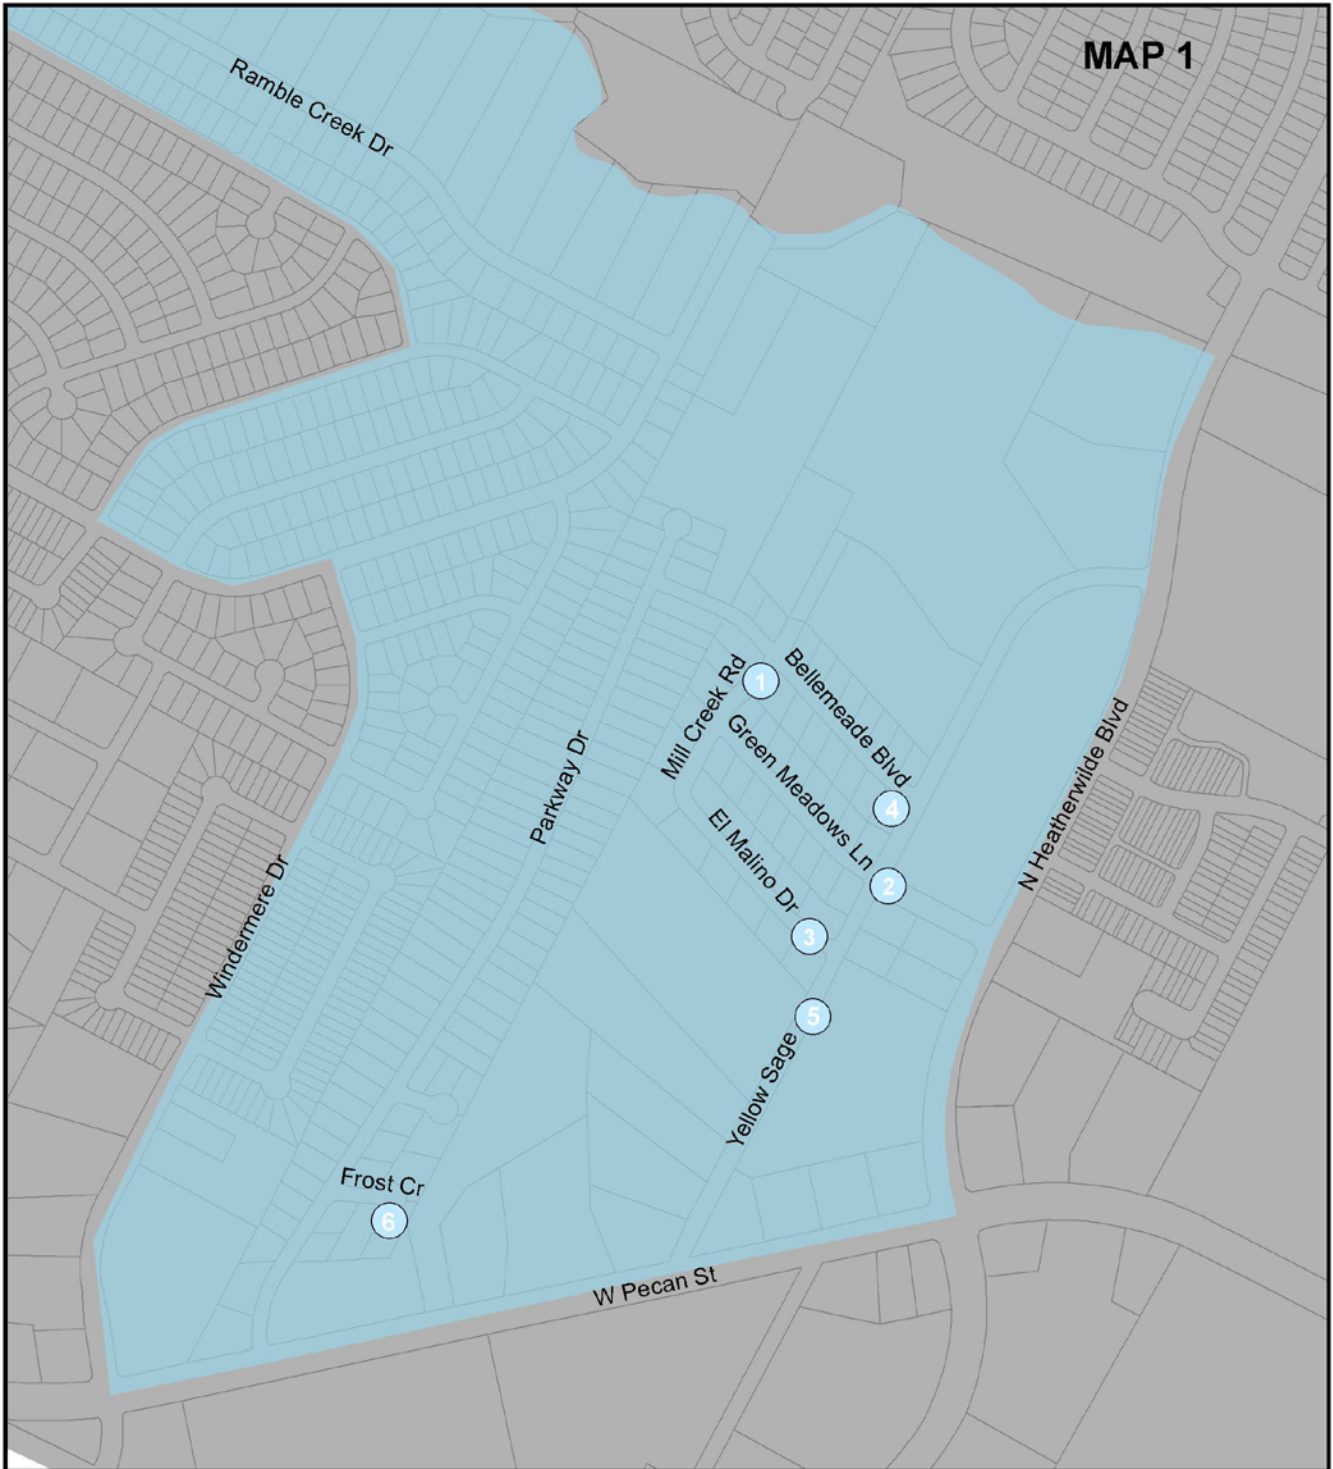 MAP 1
Ramble Creek Dr
Mill Creek Rd
1
Bellemeade Blvd
Green Meadows Ln
4
N Heatherwilde Blvd
Parkway Dr
El Malino Dr
2
3
Windermere Dr
5
Yellow Sage
Frost Cr
6
W Pecan St